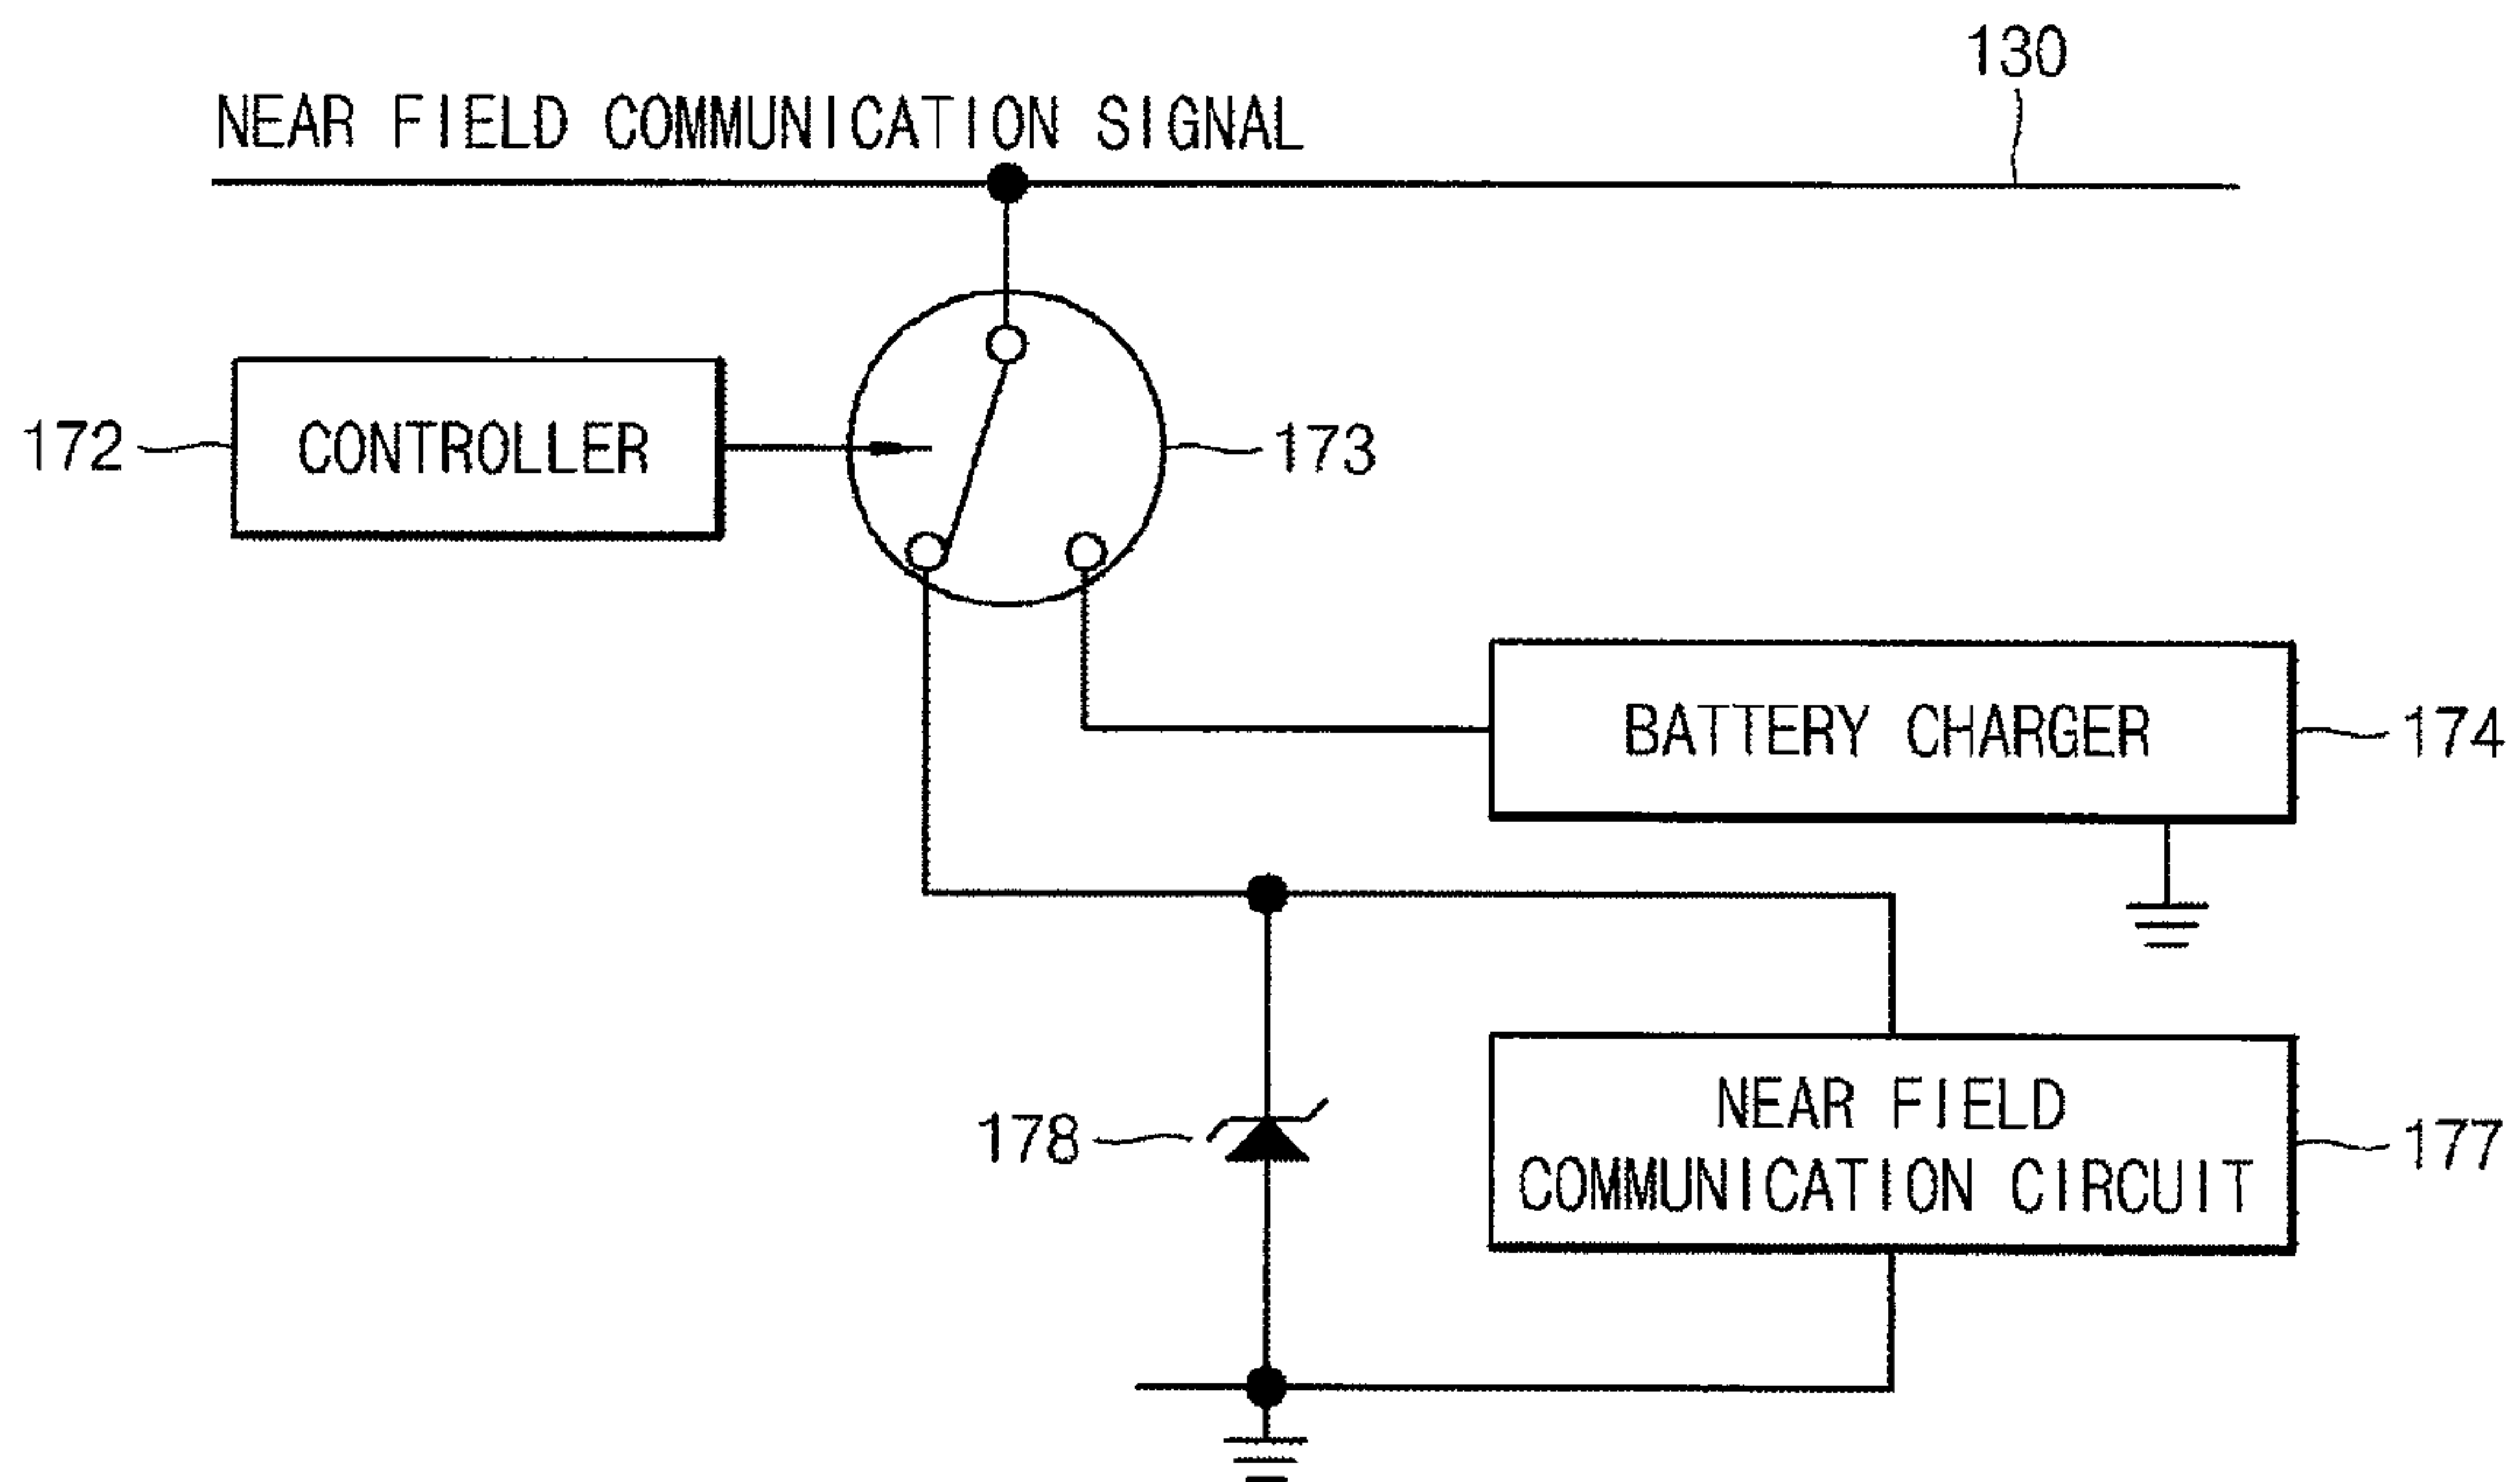 130
NEAR FIELD COMMUNICATION SIGNAL
172
CONTROLLER
173
BATTERY CHARGER
174
178
NEAR FIELD
COMMUNICATION CIRCUIT
177